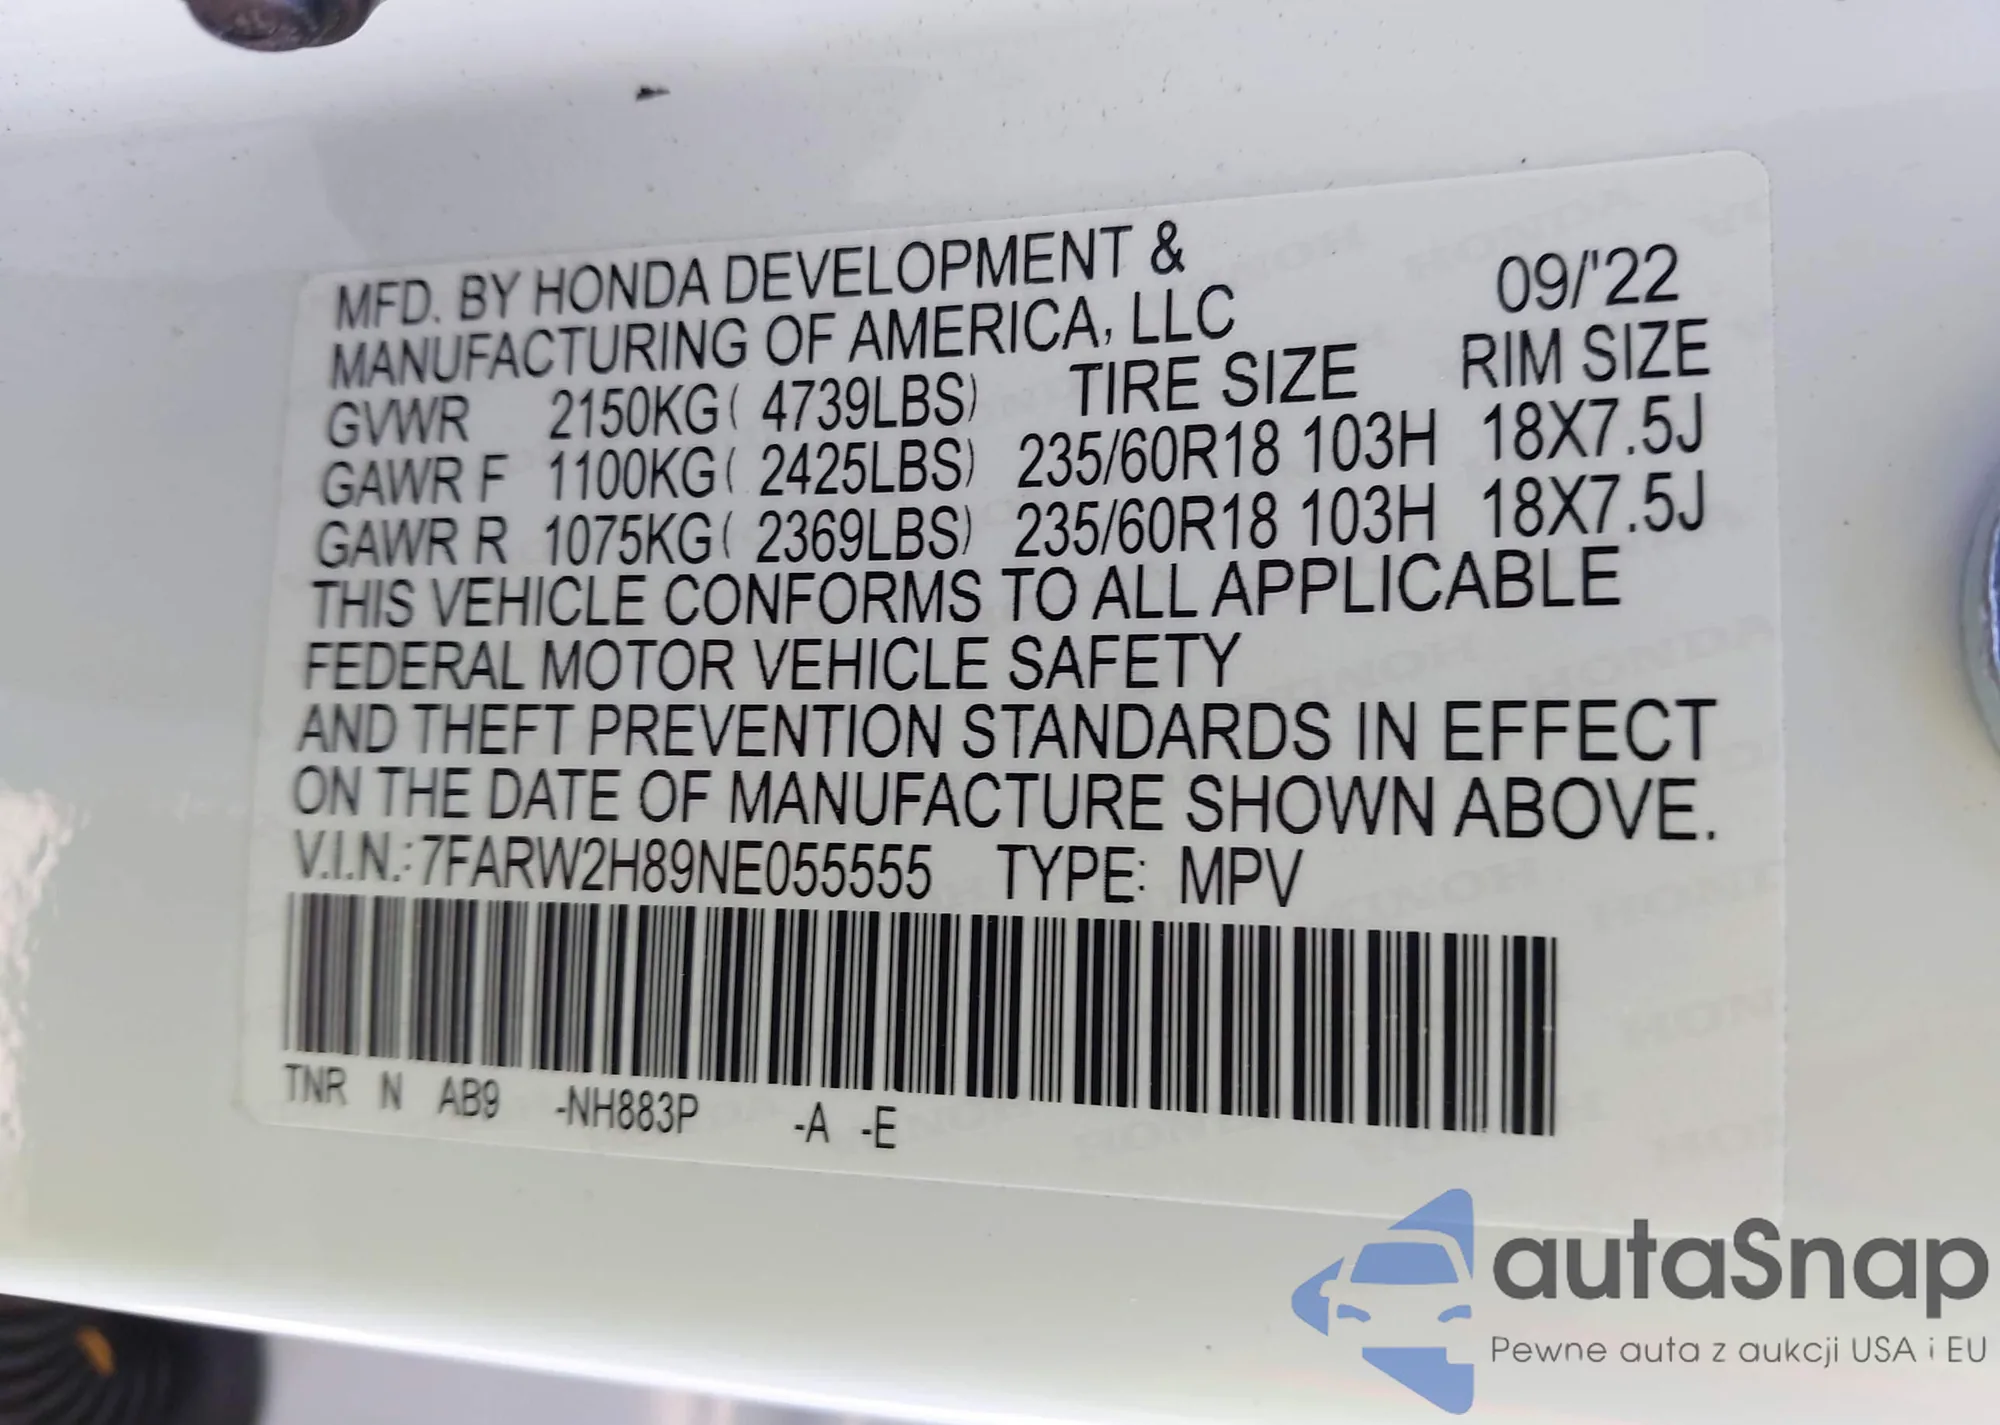 MFD. BY HONDA DEVELOPMENT &
MANUFACTURING OF AMERICA, LLC 09/'22
GVWR 2150KG( 4739LBS) TIRE SIZE RIM SIZE
GAWR F 1100KG( 2425LBS) 235/60R18 103H 18X7.5J
GAWR R 1075KG( 2369LBS) 235/60R18 103H 18X7.5J
THIS VEHICLE CONFORMS TO ALL APPLICABLE
FEDERAL MOTOR VEHICLE SAFETY
AND THEFT PREVENTION STANDARDS IN EFFECT
ON THE DATE OF MANUFACTURE SHOWN ABOVE.
V.I.N.:7FARW2H89NE055555 TYPE: MPV
TNR N AB9 -NH883P -A -E
autaSnap
Pewne auta z aukcji USA i EU